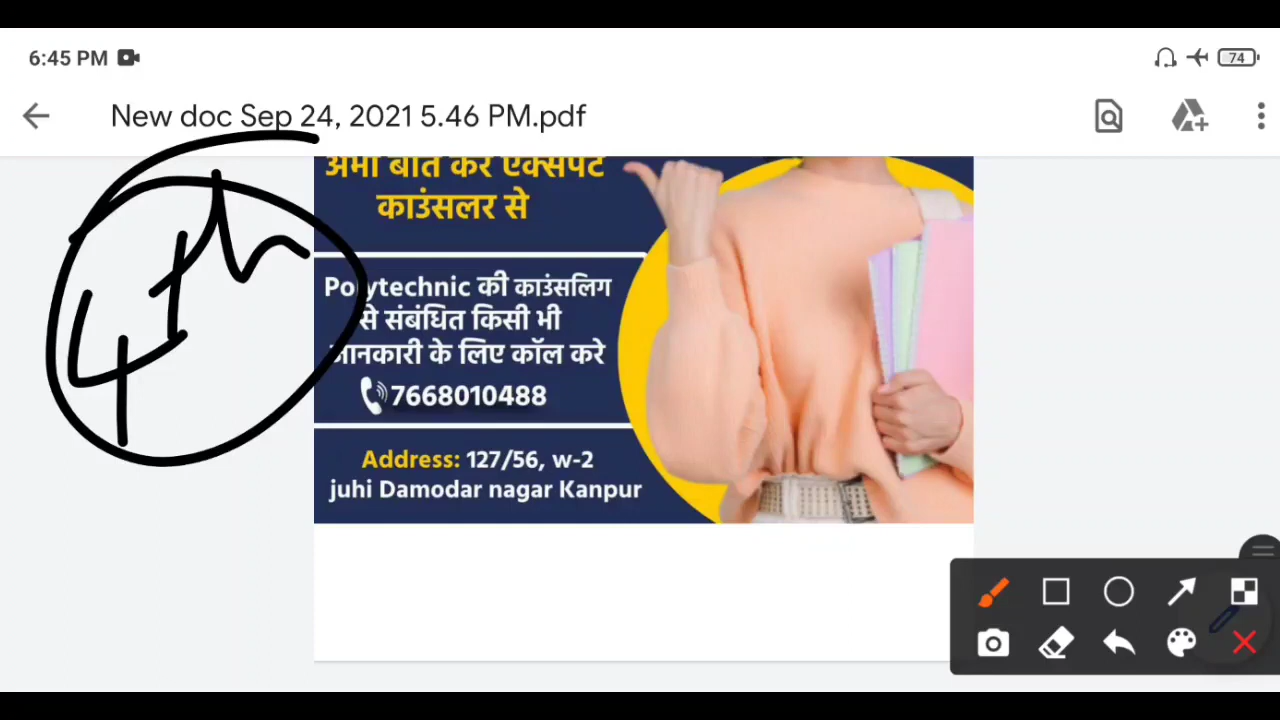 6:45 PM
74
New doc Sep 24, 2021 5.46 PM.pdf
अभी बात करें एक्सपर्ट
काउंसलर से
4th
Polytechnic की काउंसलिग
से संबंधित किसी भी
जानकारी के लिए कॉल करे
7668010488
Address: 127/56, w-2
juhi Damodar nagar Kanpur